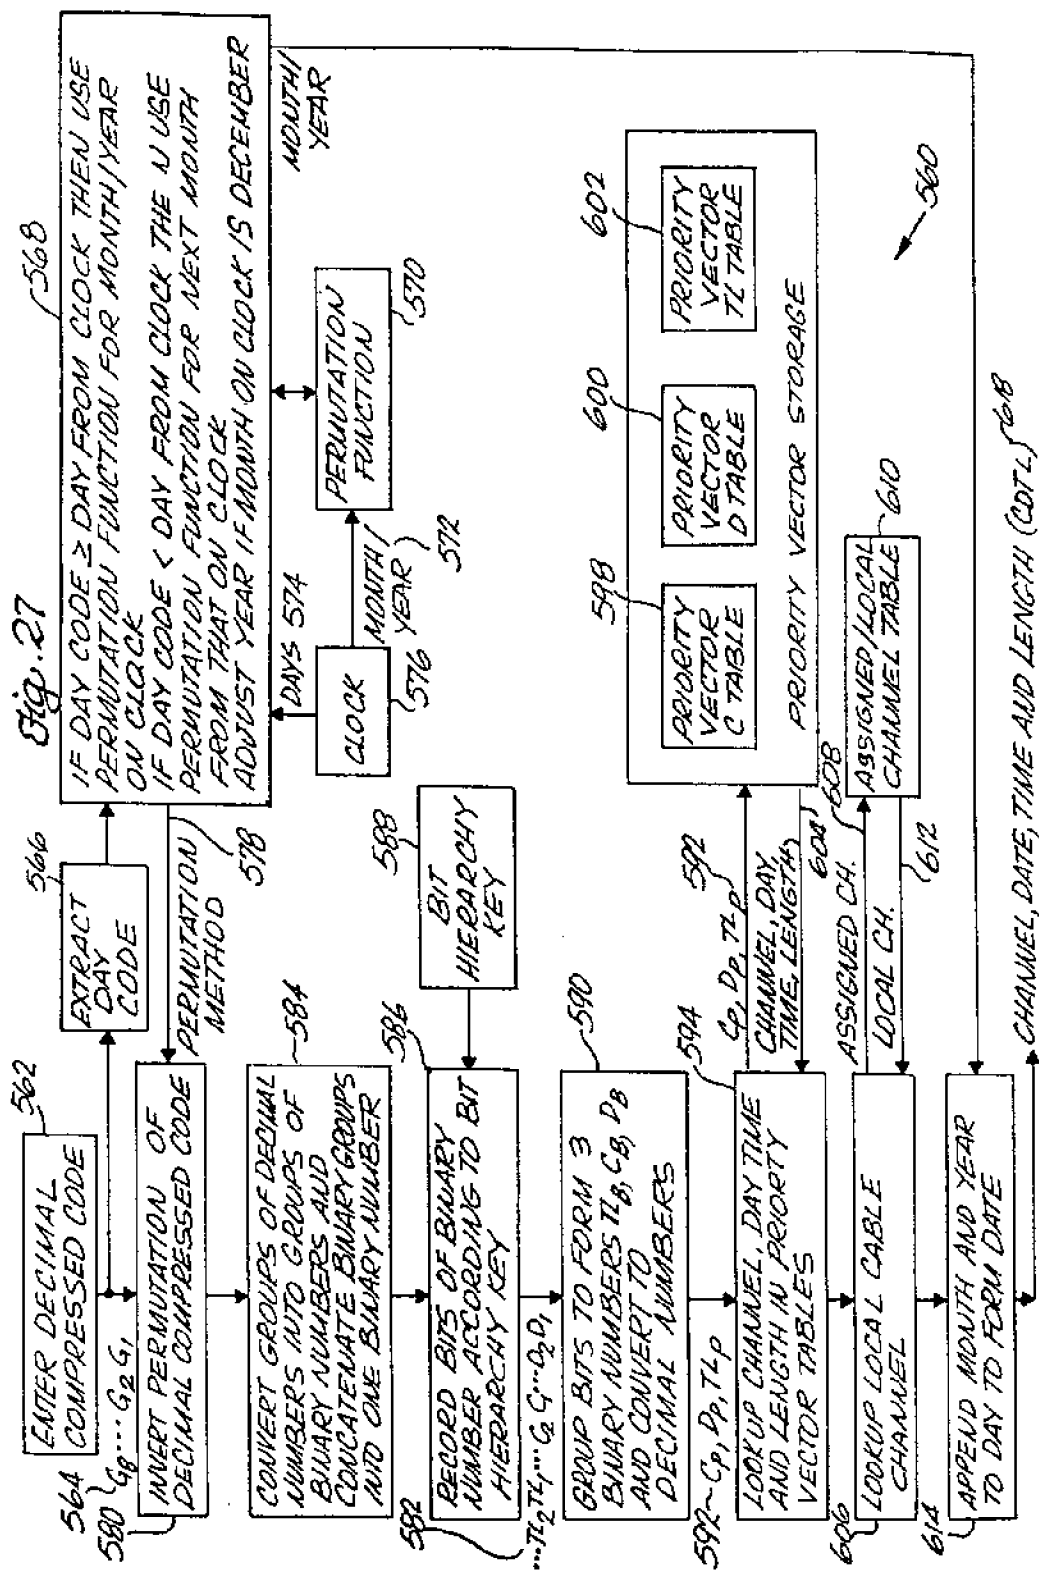 Fig. 27
562
ENTER DECIMAL
COMPRESSED CODE
564
G8 .... G2 G1
566
EXTRACT
DAY
CODE
568
IF DAY CODE ≥ DAY FROM CLOCK THEN USE
PERMUTATION FUNCTION FOR MONTH/YEAR
ON CLOCK
IF DAY CODE < DAY FROM CLOCK THE N USE
PERMUTATION FUNCTION FOR NEXT MONTH
FROM THAT ON CLOCK
ADJUST YEAR IF MONTH ON CLOCK IS DECEMBER
MONTH/
YEAR
580
INVERT PERMUTATION OF
DECIMAL COMPRESSED CODE
PERMUTATION
METHOD
578
DAYS 574
CLOCK
576
MONTH/
YEAR
572
PERMUTATION
FUNCTION
570
584
CONVERT GROUPS OF DECIMAL
NUMBERS INTO GROUPS OF
BINARY NUMBERS AND
CONCATENATE BINARY GROUPS
INTO ONE BINARY NUMBER
582
586
RECORD BITS OF BINARY
NUMBER ACCORDING TO BIT
HIERARCHY KEY
588
BIT
HIERARCHY
KEY
...TL2 TL1 ,... C2 C1 ... D2 D1
590
GROUP BITS TO FORM 3
BINARY NUMBERS TLB, CB, DB
AND CONVERT TO
DECIMAL NUMBERS
592~CP, DP, TLP
594
LOOKUP CHANNEL, DAY TIME
AND LENGTH IN PRIORTY
VECTOR TABLES
CP, DP, TLP
592
CHANNEL, DAY,
TIME, LENGTH
604
598
PRIORITY
VECTOR
C TABLE
600
PRIORITY
VECTOR
D TABLE
602
PRIORITY
VECTOR
TL TABLE
PRIORITY VECTOR STORAGE
560
606
LOOKUP LOCAL CABLE
CHANNEL
ASSIGNED CH.
608
LOCAL CH.
612
ASSIGNED/LOCAL
CHANNEL TABLE
610
614
APPEND MONTH AND YEAR
TO DAY TO FORM DATE
CHANNEL, DATE, TIME AND LENGTH (CDTL)
618